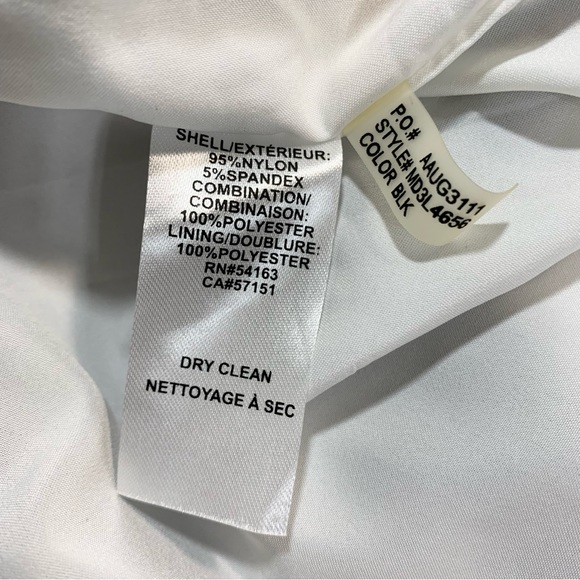 SHELL/EXTÉRIEUR:
95%NYLON
5%SPANDEX
COMBINATION/
COMBINAISON:
100%POLYESTER
LINING/DOUBLURE:
100%POLYESTER
RN#54163
CA#57151
DRY CLEAN
NETTOYAGE À SEC
P.O.# AAUG3111
STYLE# MD3L4656
COLOR BLK